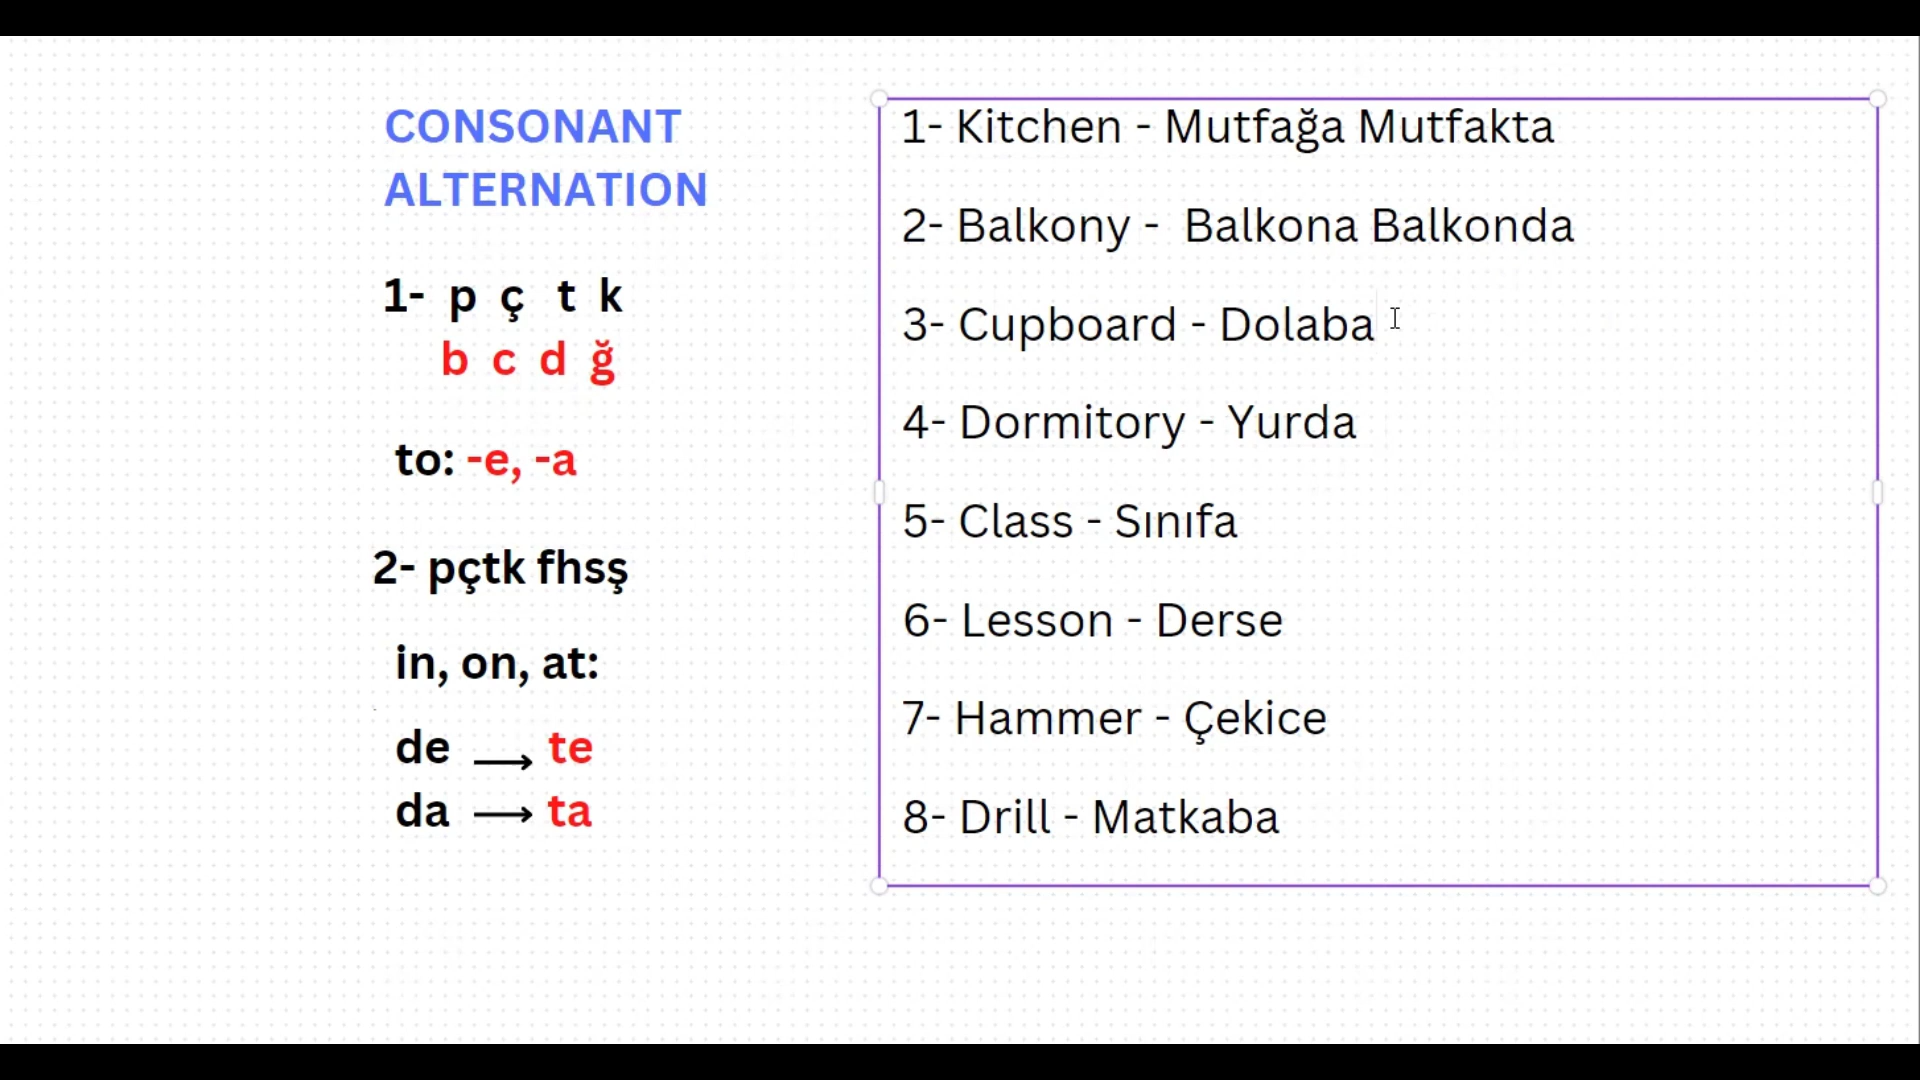 CONSONANT
ALTERNATION
1- p ç t k
b c d ğ
to: -e, -a
2- pçtk fhsş
in, on, at:
de → te
da → ta
1- Kitchen - Mutfağa Mutfakta
2- Balkony - Balkona Balkonda
3- Cupboard - Dolaba
4- Dormitory - Yurda
5- Class - Sınıfa
6- Lesson - Derse
7- Hammer - Çekice
8- Drill - Matkaba